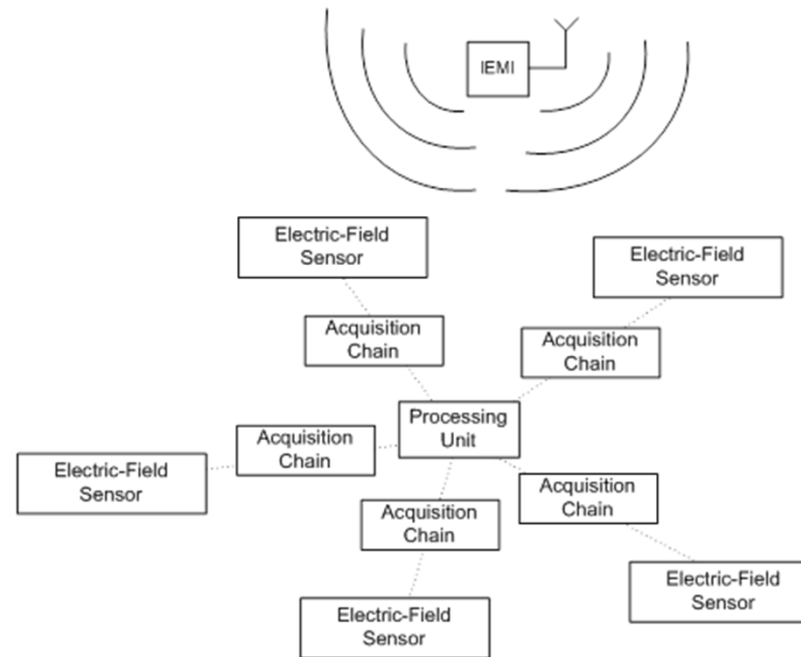 IEMI
Electric-Field
Sensor
Electric-Field
Sensor
Acquisition
Chain
Acquisition
Chain
Processing
Unit
Acquisition
Chain
Electric-Field
Sensor
Acquisition
Chain
Acquisition
Chain
Electric-Field
Sensor
Electric-Field
Sensor